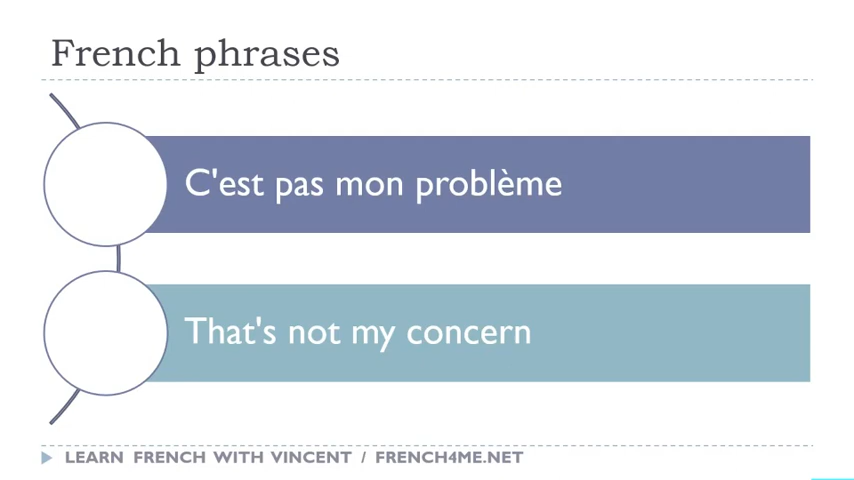 French phrases
C'est pas mon problème
That's not my concern
LEARN FRENCH WITH VINCENT / FRENCH4ME.NET